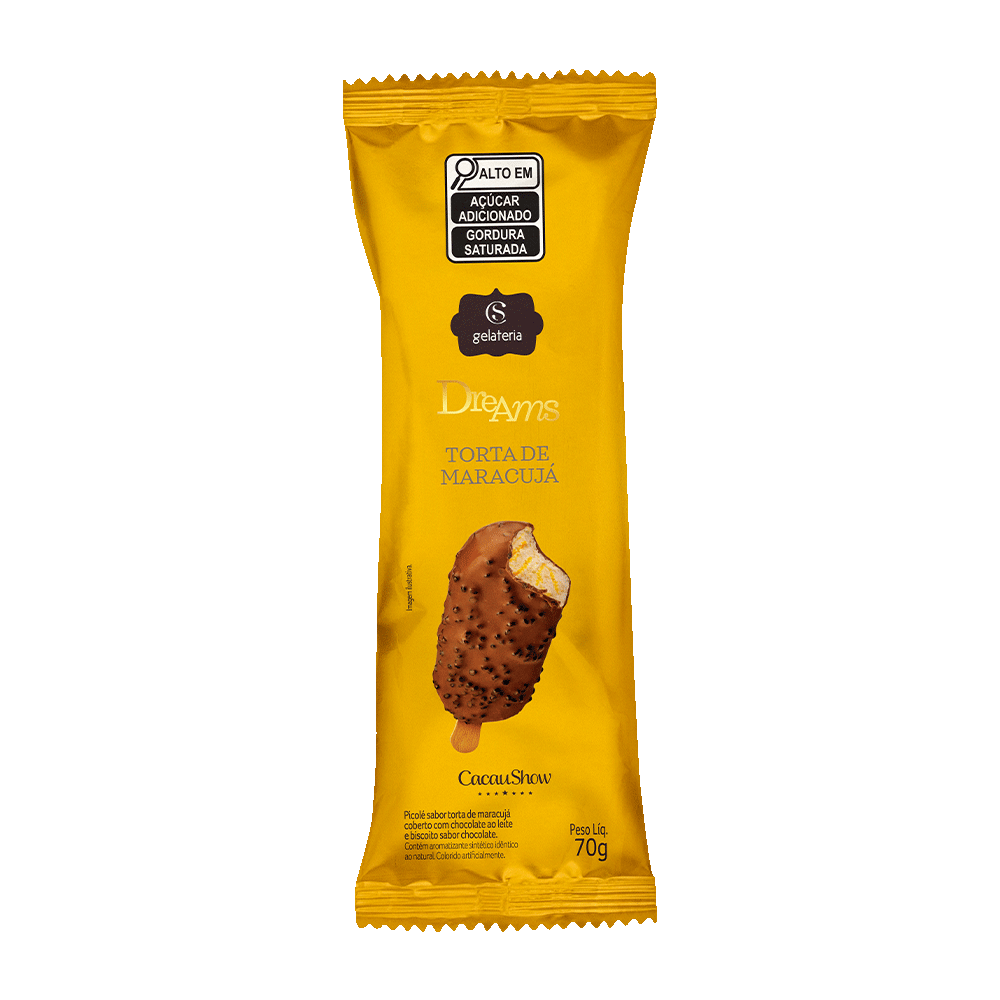 ALTO EM
AÇÚCAR
ADICIONADO
GORDURA
SATURADA
CS
gelateria
DreAms
TORTA DE
MARACUJÁ
Imagem ilustrativa.
CacauShow
Picolé sabor torta de maracujá
coberto com chocolate ao leite
e biscoito sabor chocolate.
Contém aromatizante sintético idêntico
ao natural. Colorido artificialmente.
Peso Líq.
70g